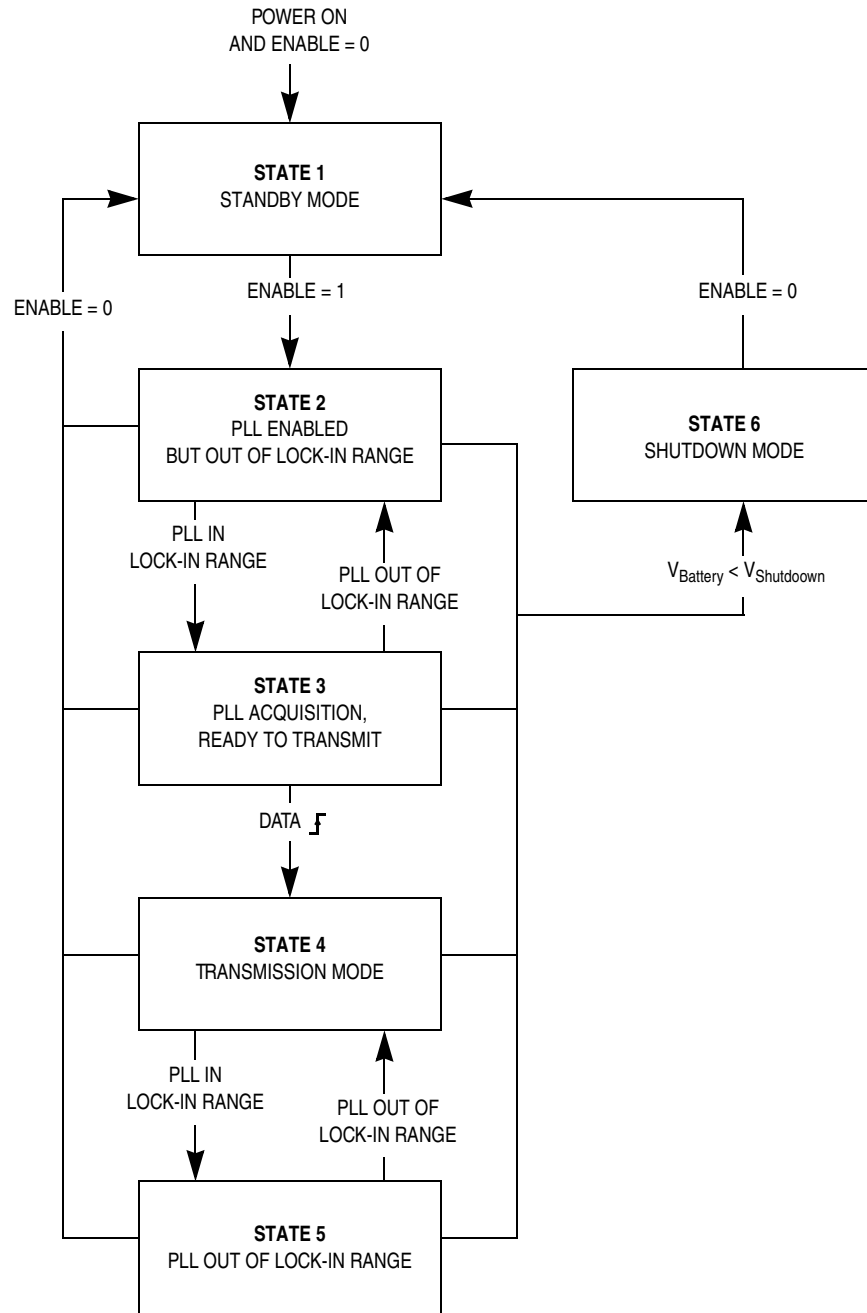 POWER ON
AND ENABLE = 0
STATE 1
STANDBY MODE
ENABLE = 0
ENABLE = 1
ENABLE = 0
STATE 2
PLL ENABLED
BUT OUT OF LOCK-IN RANGE
STATE 6
SHUTDOWN MODE
PLL IN
LOCK-IN RANGE
PLL OUT OF
LOCK-IN RANGE
VBattery < VShutdoown
STATE 3
PLL ACQUISITION,
READY TO TRANSMIT
DATA
STATE 4
TRANSMISSION MODE
PLL IN
LOCK-IN RANGE
PLL OUT OF
LOCK-IN RANGE
STATE 5
PLL OUT OF LOCK-IN RANGE